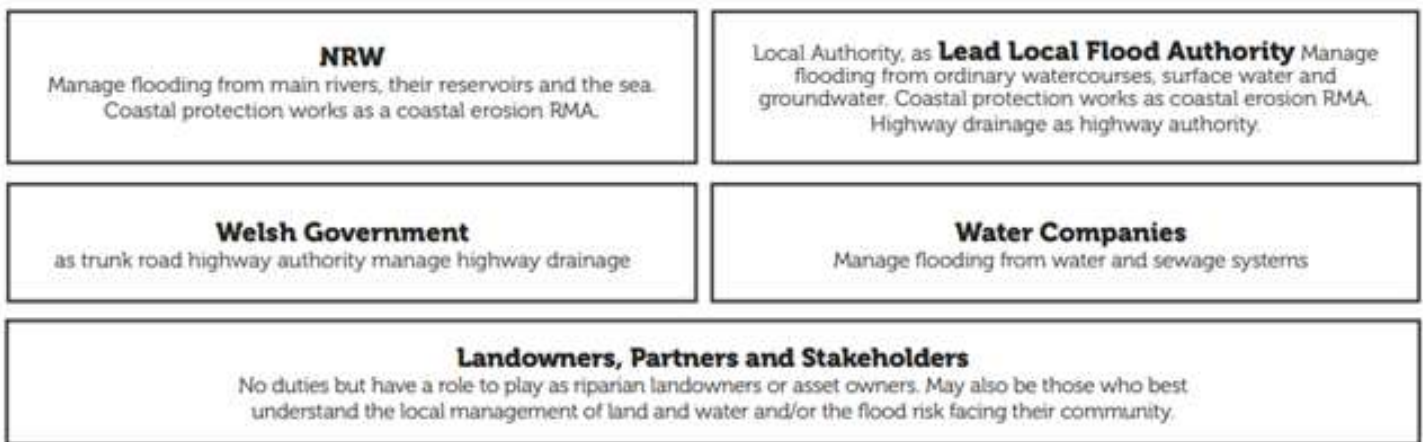 NRW
Manage flooding from main rivers, their reservoirs and the sea.
Coastal protection works as a coastal erosion RMA.
Local Authority, as Lead Local Flood Authority Manage
flooding from ordinary watercourses, surface water and
groundwater. Coastal protection works as coastal erosion RMA.
Highway drainage as highway authority.
Welsh Government
as trunk road highway authority manage highway drainage
Water Companies
Manage flooding from water and sewage systems
Landowners, Partners and Stakeholders
No duties but have a role to play as riparian landowners or asset owners. May also be those who best
understand the local management of land and water and/or the flood risk facing their community.